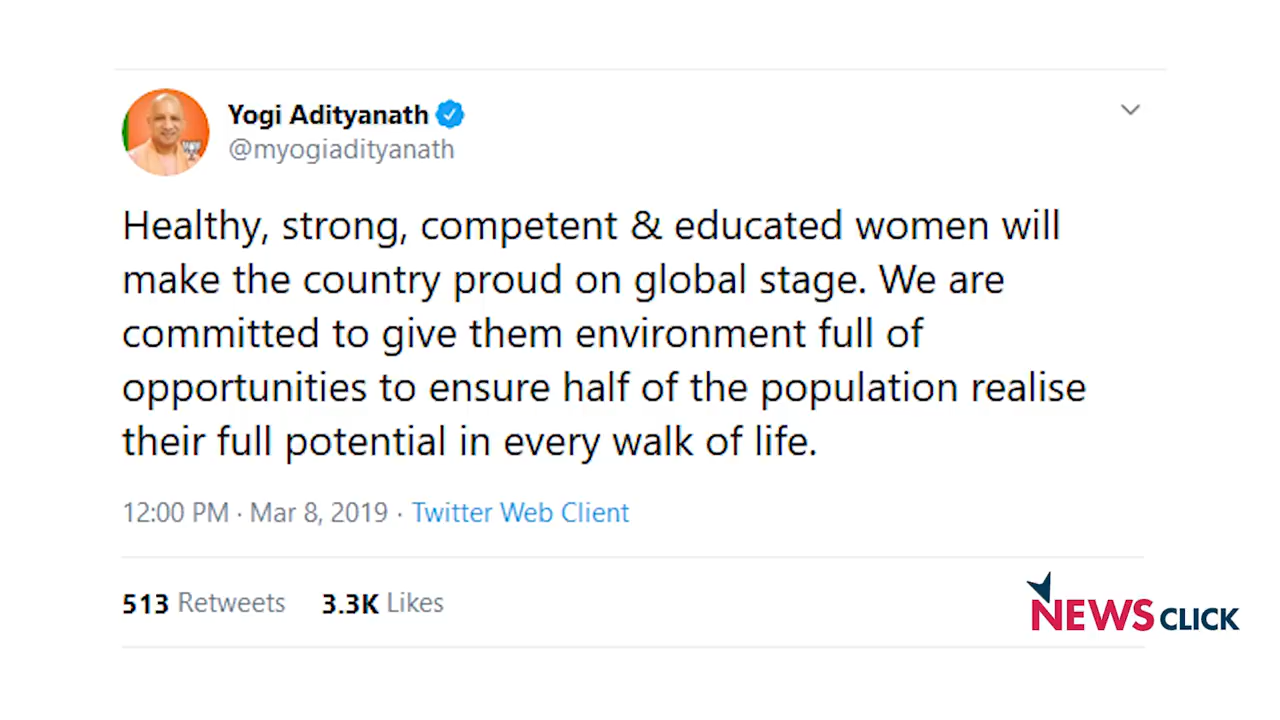 Yogi Adityanath
@myogiadityanath
Healthy, strong, competent & educated women will
make the country proud on global stage. We are
committed to give them environment full of
opportunities to ensure half of the population realise
their full potential in every walk of life.
12:00 PM · Mar 8, 2019 · Twitter Web Client
513 Retweets 3.3K Likes
NEWS CLICK